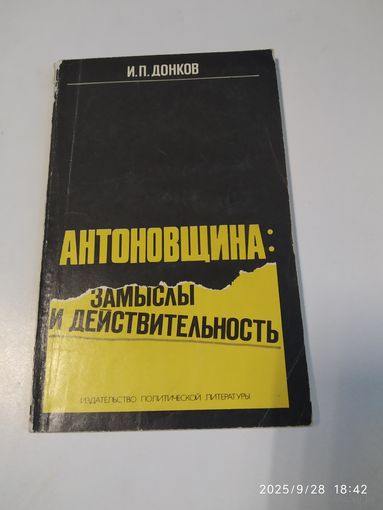 И.П. ДОНКОВ
АНТОНОВЩИНА:
ЗАМЫСЛЫ
И ДЕЙСТВИТЕЛЬНОСТЬ
ИЗДАТЕЛЬСТВО ПОЛИТИЧЕСКОЙ ЛИТЕРАТУРЫ
2025/9/28 18:42